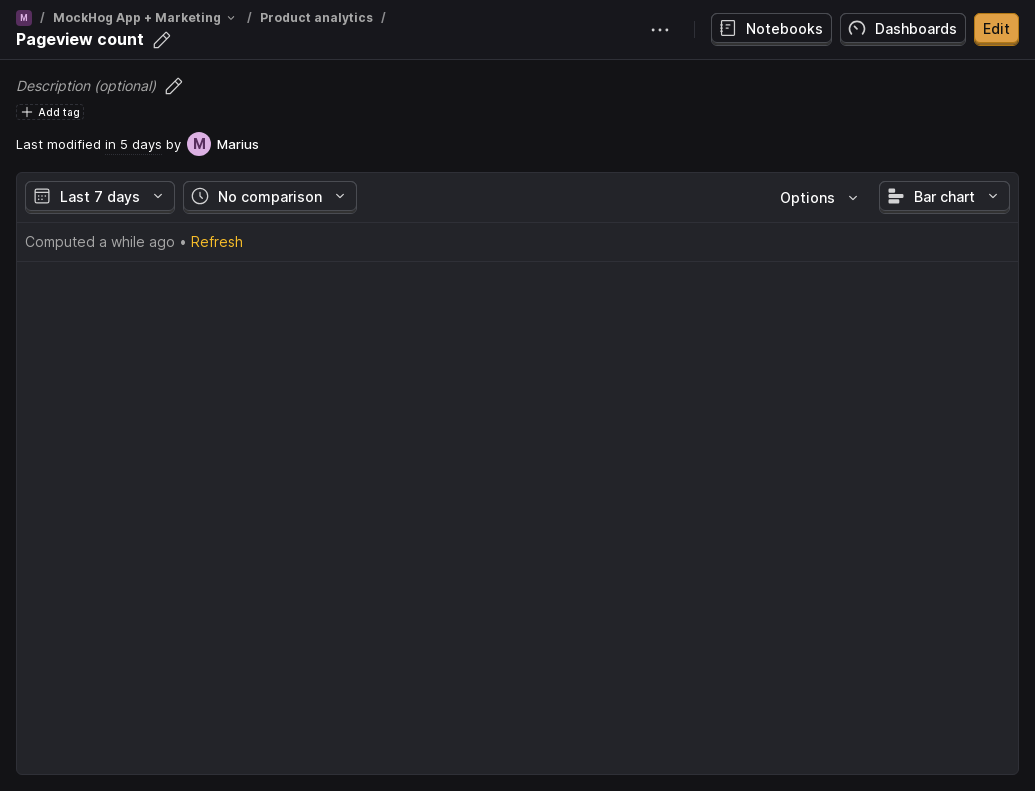 M / MockHog App + Marketing / Product analytics /
Pageview count
Notebooks
Dashboards
Edit
Description (optional)
Add tag
Last modified in 5 days by M Marius
Last 7 days
No comparison
Options
Bar chart
Computed a while ago • Refresh